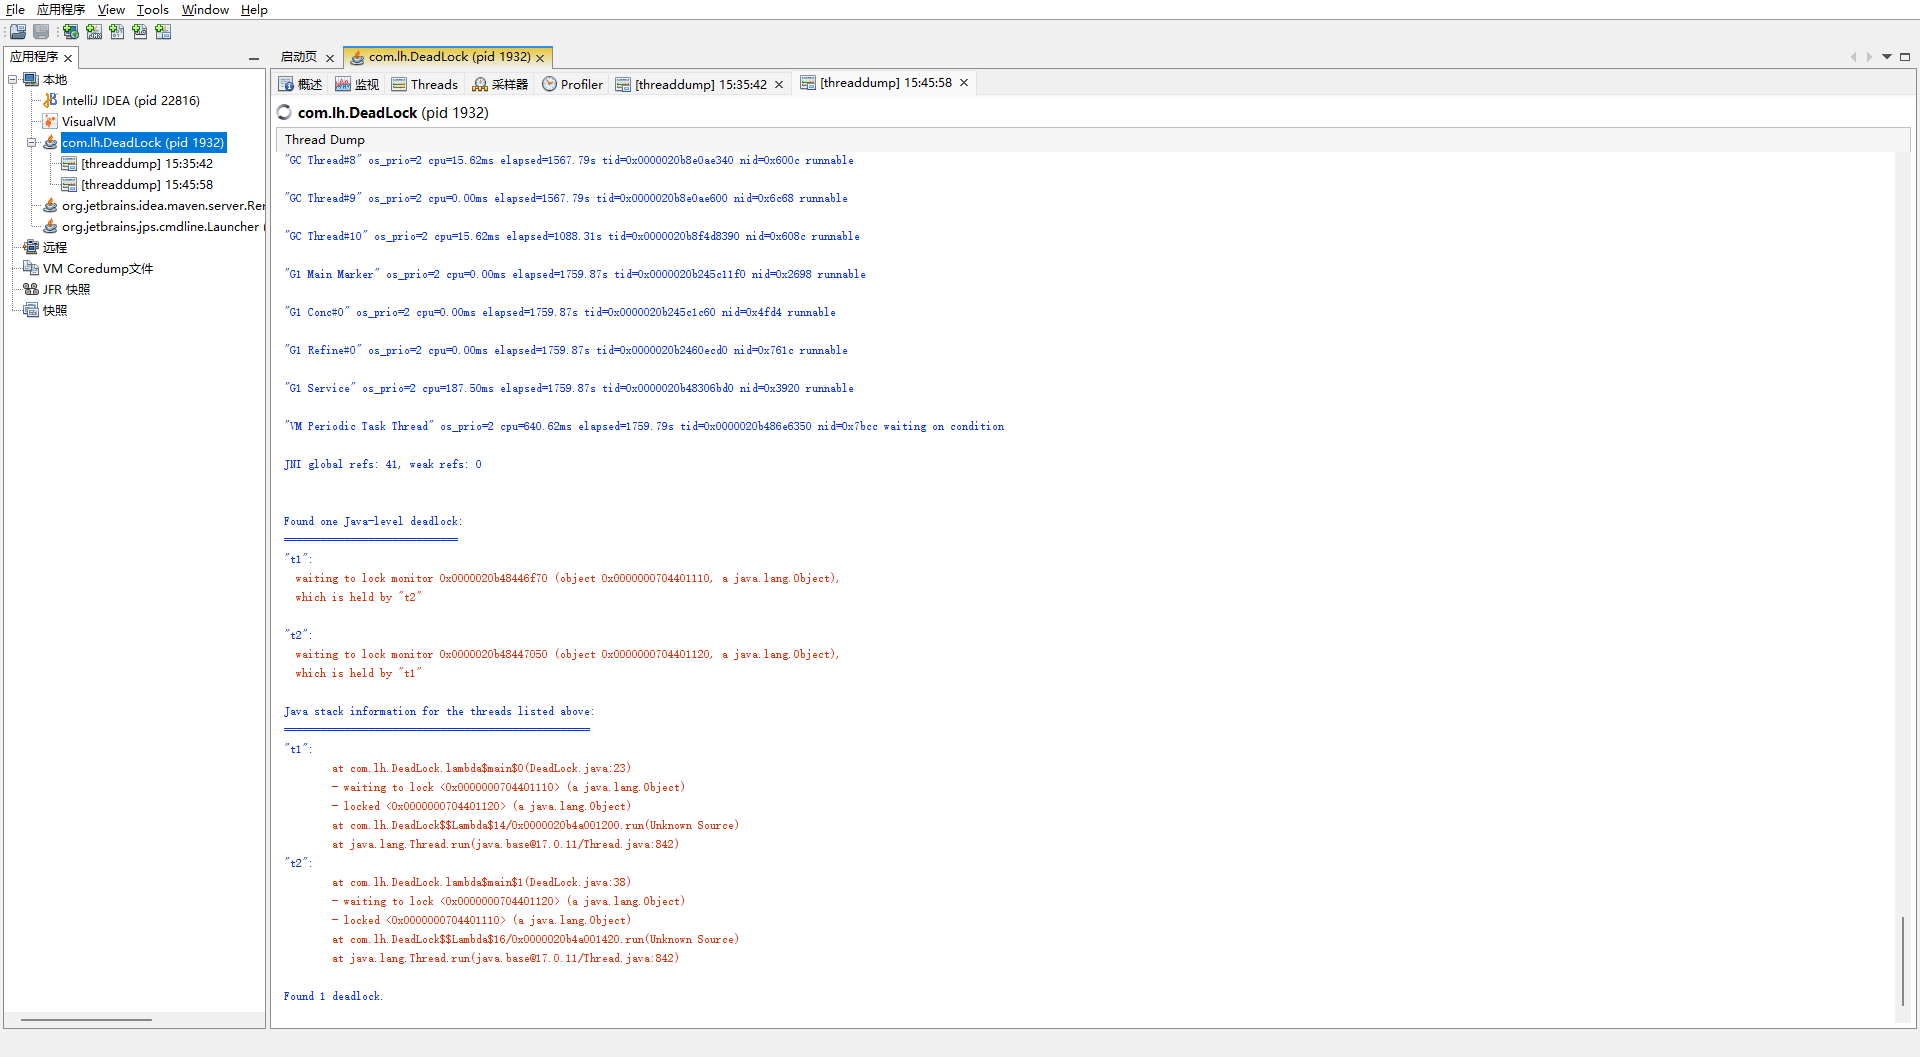 File 应用程序 View Tools Window Help
应用程序
本地
IntelliJ IDEA (pid 22816)
VisualVM
com.lh.DeadLock (pid 1932)
[threaddump] 15:35:42
[threaddump] 15:45:58
org.jetbrains.idea.maven.server.Rer
org.jetbrains.jps.cmdline.Launcher (
远程
VM Coredump文件
JFR 快照
快照
启动页 com.lh.DeadLock (pid 1932)
概述 监视 Threads 采样器 Profiler [threaddump] 15:35:42 [threaddump] 15:45:58
com.lh.DeadLock (pid 1932)
Thread Dump
"GC Thread#8" os_prio=2 cpu=15.62ms elapsed=1567.79s tid=0x0000020b8e0ae340 nid=0x600c runnable
"GC Thread#9" os_prio=2 cpu=0.00ms elapsed=1567.79s tid=0x0000020b8e0ae600 nid=0x6c68 runnable
"GC Thread#10" os_prio=2 cpu=15.62ms elapsed=1088.31s tid=0x0000020b8f4d8390 nid=0x608c runnable
"G1 Main Marker" os_prio=2 cpu=0.00ms elapsed=1759.87s tid=0x0000020b245c11f0 nid=0x2698 runnable
"G1 Conc#0" os_prio=2 cpu=0.00ms elapsed=1759.87s tid=0x0000020b245c1c60 nid=0x4fd4 runnable
"G1 Refine#0" os_prio=2 cpu=0.00ms elapsed=1759.87s tid=0x0000020b2460ecd0 nid=0x761c runnable
"G1 Service" os_prio=2 cpu=187.50ms elapsed=1759.87s tid=0x0000020b48306bd0 nid=0x3920 runnable
"VM Periodic Task Thread" os_prio=2 cpu=640.62ms elapsed=1759.79s tid=0x0000020b486e6350 nid=0x7bcc waiting on condition
JNI global refs: 41, weak refs: 0
Found one Java-level deadlock:
=============================
"t1":
waiting to lock monitor 0x0000020b48446f70 (object 0x0000000704401110, a java.lang.Object),
which is held by "t2"
"t2":
waiting to lock monitor 0x0000020b48447050 (object 0x0000000704401120, a java.lang.Object),
which is held by "t1"
Java stack information for the threads listed above:
===================================================
"t1":
at com.lh.DeadLock.lambda$main$0(DeadLock.java:23)
- waiting to lock <0x0000000704401110> (a java.lang.Object)
- locked <0x0000000704401120> (a java.lang.Object)
at com.lh.DeadLock$$Lambda$14/0x0000020b4a001200.run(Unknown Source)
at java.lang.Thread.run(java.base@17.0.11/Thread.java:842)
"t2":
at com.lh.DeadLock.lambda$main$1(DeadLock.java:38)
- waiting to lock <0x0000000704401120> (a java.lang.Object)
- locked <0x0000000704401110> (a java.lang.Object)
at com.lh.DeadLock$$Lambda$16/0x0000020b4a001420.run(Unknown Source)
at java.lang.Thread.run(java.base@17.0.11/Thread.java:842)
Found 1 deadlock.